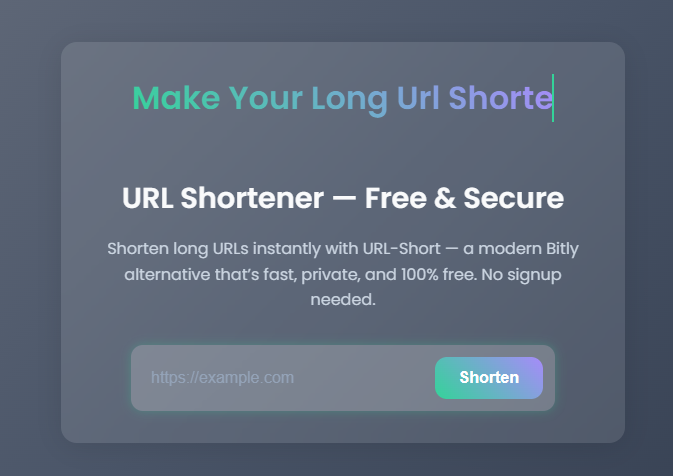 Make Your Long Url Shorte
URL Shortener — Free & Secure
Shorten long URLs instantly with URL-Short — a modern Bitly
alternative that’s fast, private, and 100% free. No signup
needed.
https://example.com
Shorten